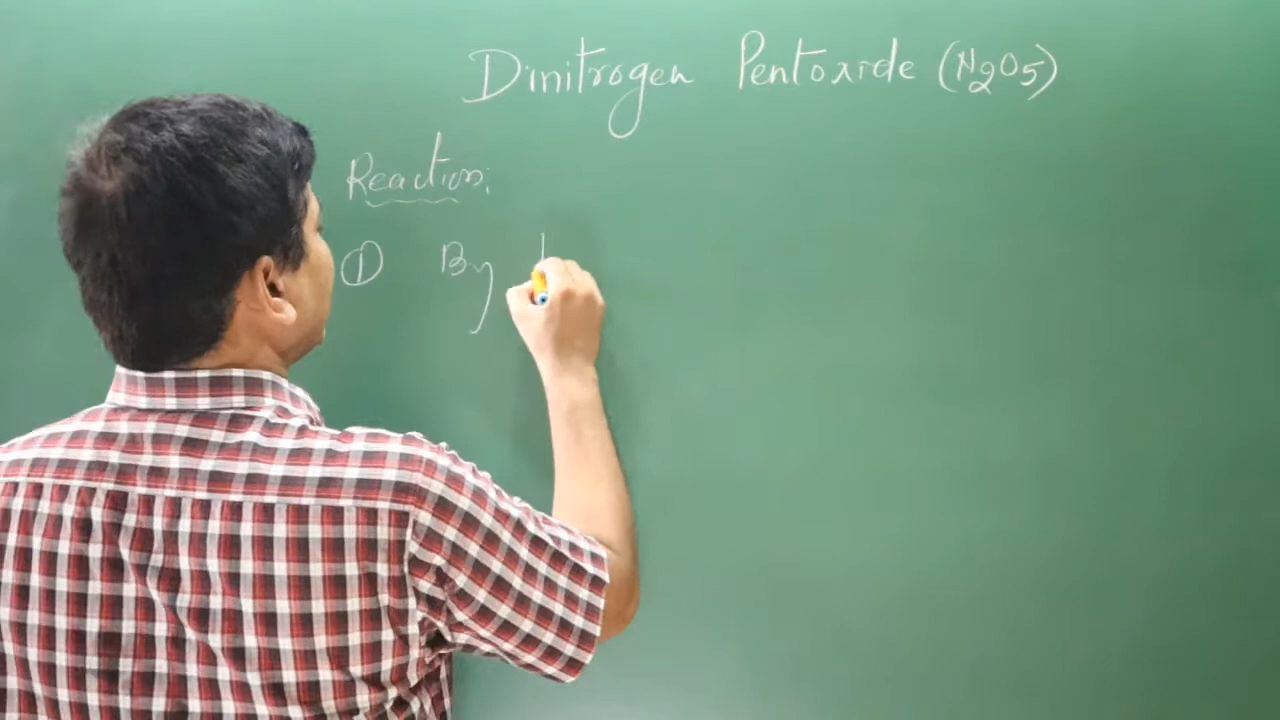 Dinitrogen Pentoxide (N2O5)
Reaction:
① By